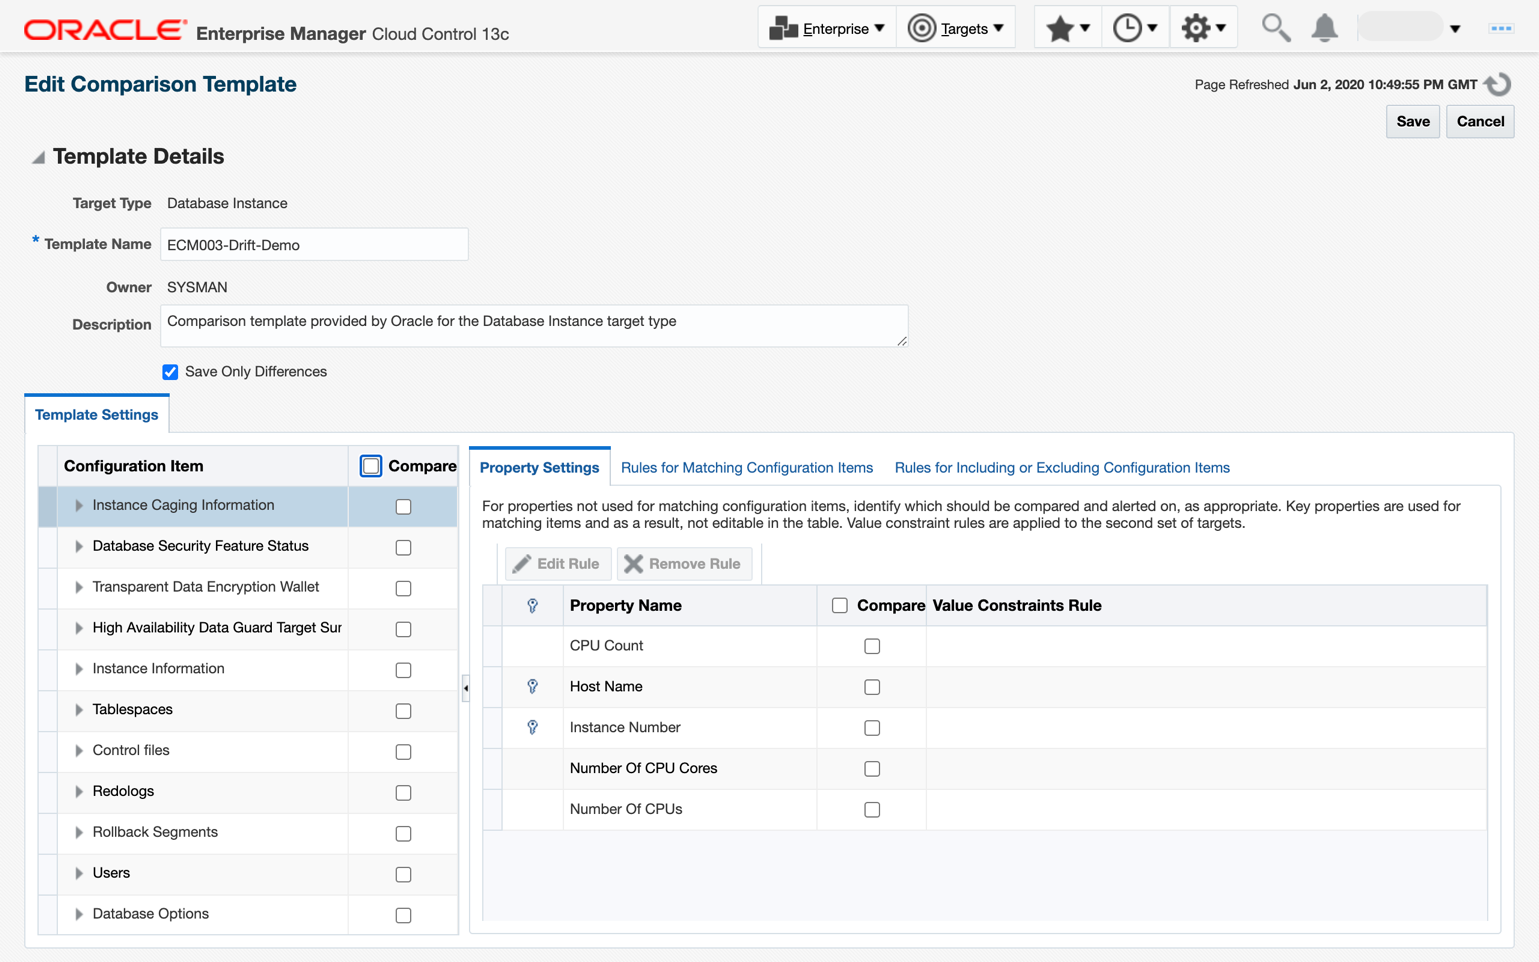 ORACLE Enterprise Manager Cloud Control 13c
Enterprise
Targets
Edit Comparison Template
Page Refreshed Jun 2, 2020 10:49:55 PM GMT
Save
Cancel
Template Details
Target Type Database Instance
* Template Name ECM003-Drift-Demo
Owner SYSMAN
Description Comparison template provided by Oracle for the Database Instance target type
Save Only Differences
Template Settings
Configuration Item Compare
Instance Caging Information
Database Security Feature Status
Transparent Data Encryption Wallet
High Availability Data Guard Target Sur
Instance Information
Tablespaces
Control files
Redologs
Rollback Segments
Users
Database Options
Property Settings Rules for Matching Configuration Items Rules for Including or Excluding Configuration Items
For properties not used for matching configuration items, identify which should be compared and alerted on, as appropriate. Key properties are used for
matching items and as a result, not editable in the table. Value constraint rules are applied to the second set of targets.
Edit Rule Remove Rule
Property Name Compare Value Constraints Rule
CPU Count
Host Name
Instance Number
Number Of CPU Cores
Number Of CPUs